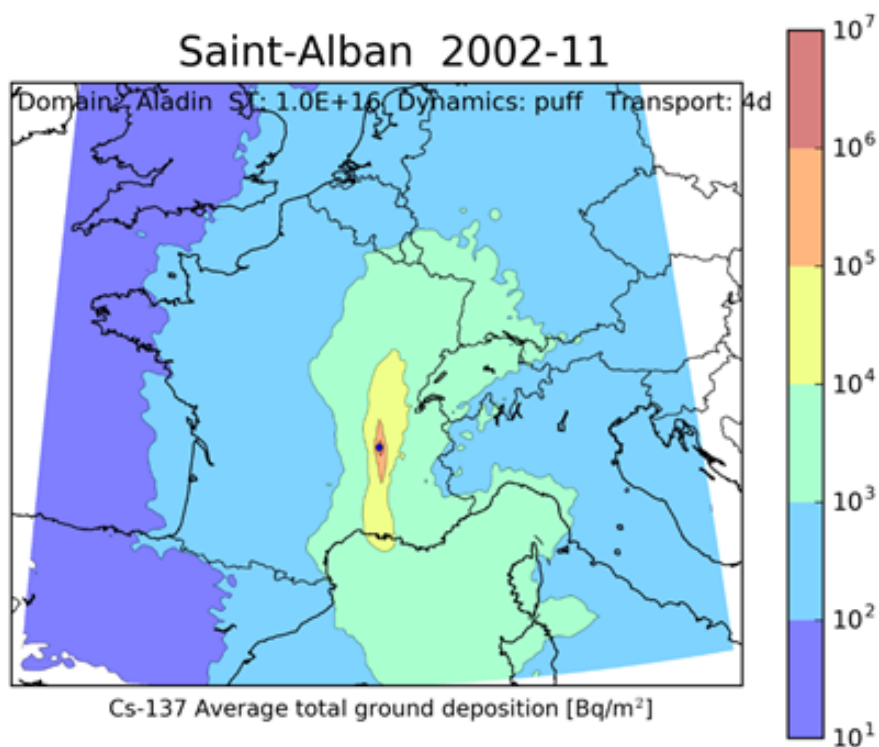 Saint-Alban 2002-11
Domain: Aladin ST: 1.0E+16 Dynamics: puff Transport: 4d
10⁷
10⁶
10⁵
10⁴
10³
10²
10¹
Cs-137 Average total ground deposition [Bq/m²]